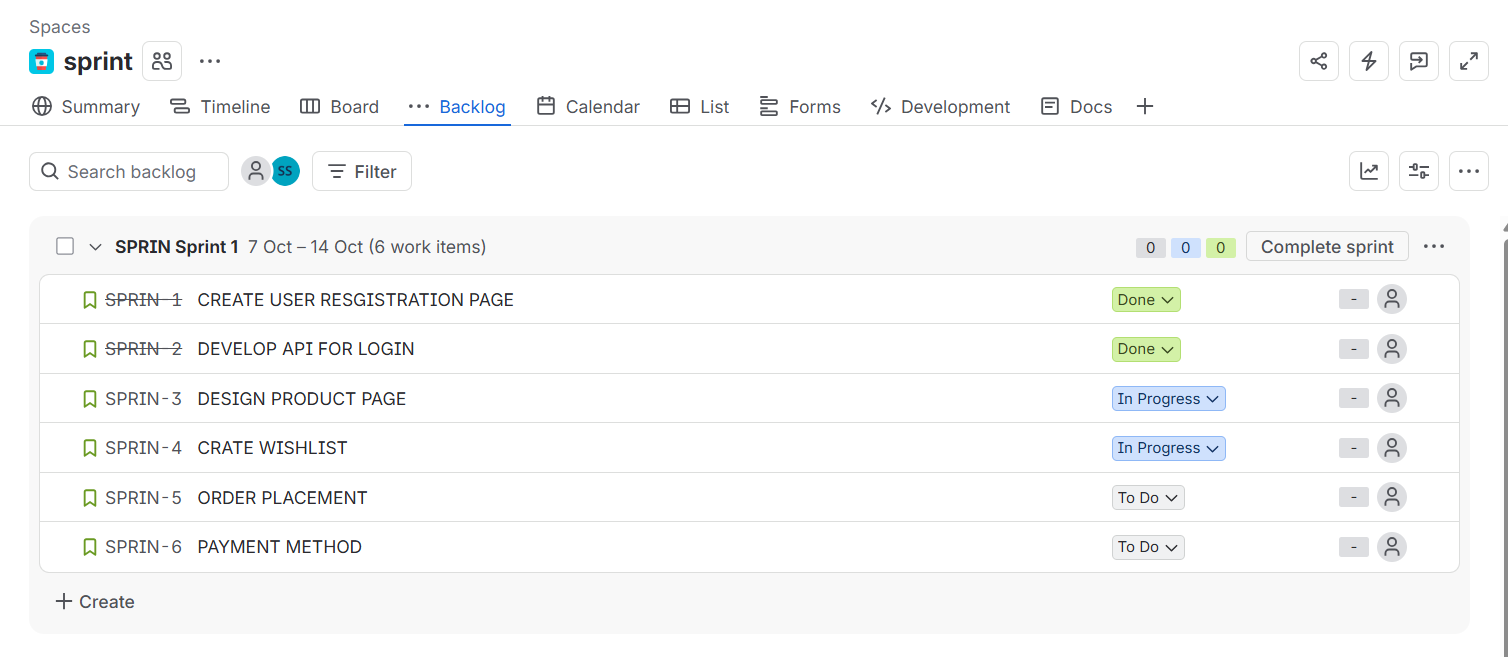 Spaces
sprint
Summary Timeline Board Backlog Calendar List Forms Development Docs
Search backlog SS Filter
SPRIN Sprint 1 7 Oct – 14 Oct (6 work items) 0 0 0 Complete sprint
SPRIN-1 CREATE USER RESGISTRATION PAGE Done -
SPRIN-2 DEVELOP API FOR LOGIN Done -
SPRIN-3 DESIGN PRODUCT PAGE In Progress -
SPRIN-4 CRATE WISHLIST In Progress -
SPRIN-5 ORDER PLACEMENT To Do -
SPRIN-6 PAYMENT METHOD To Do -
+ Create